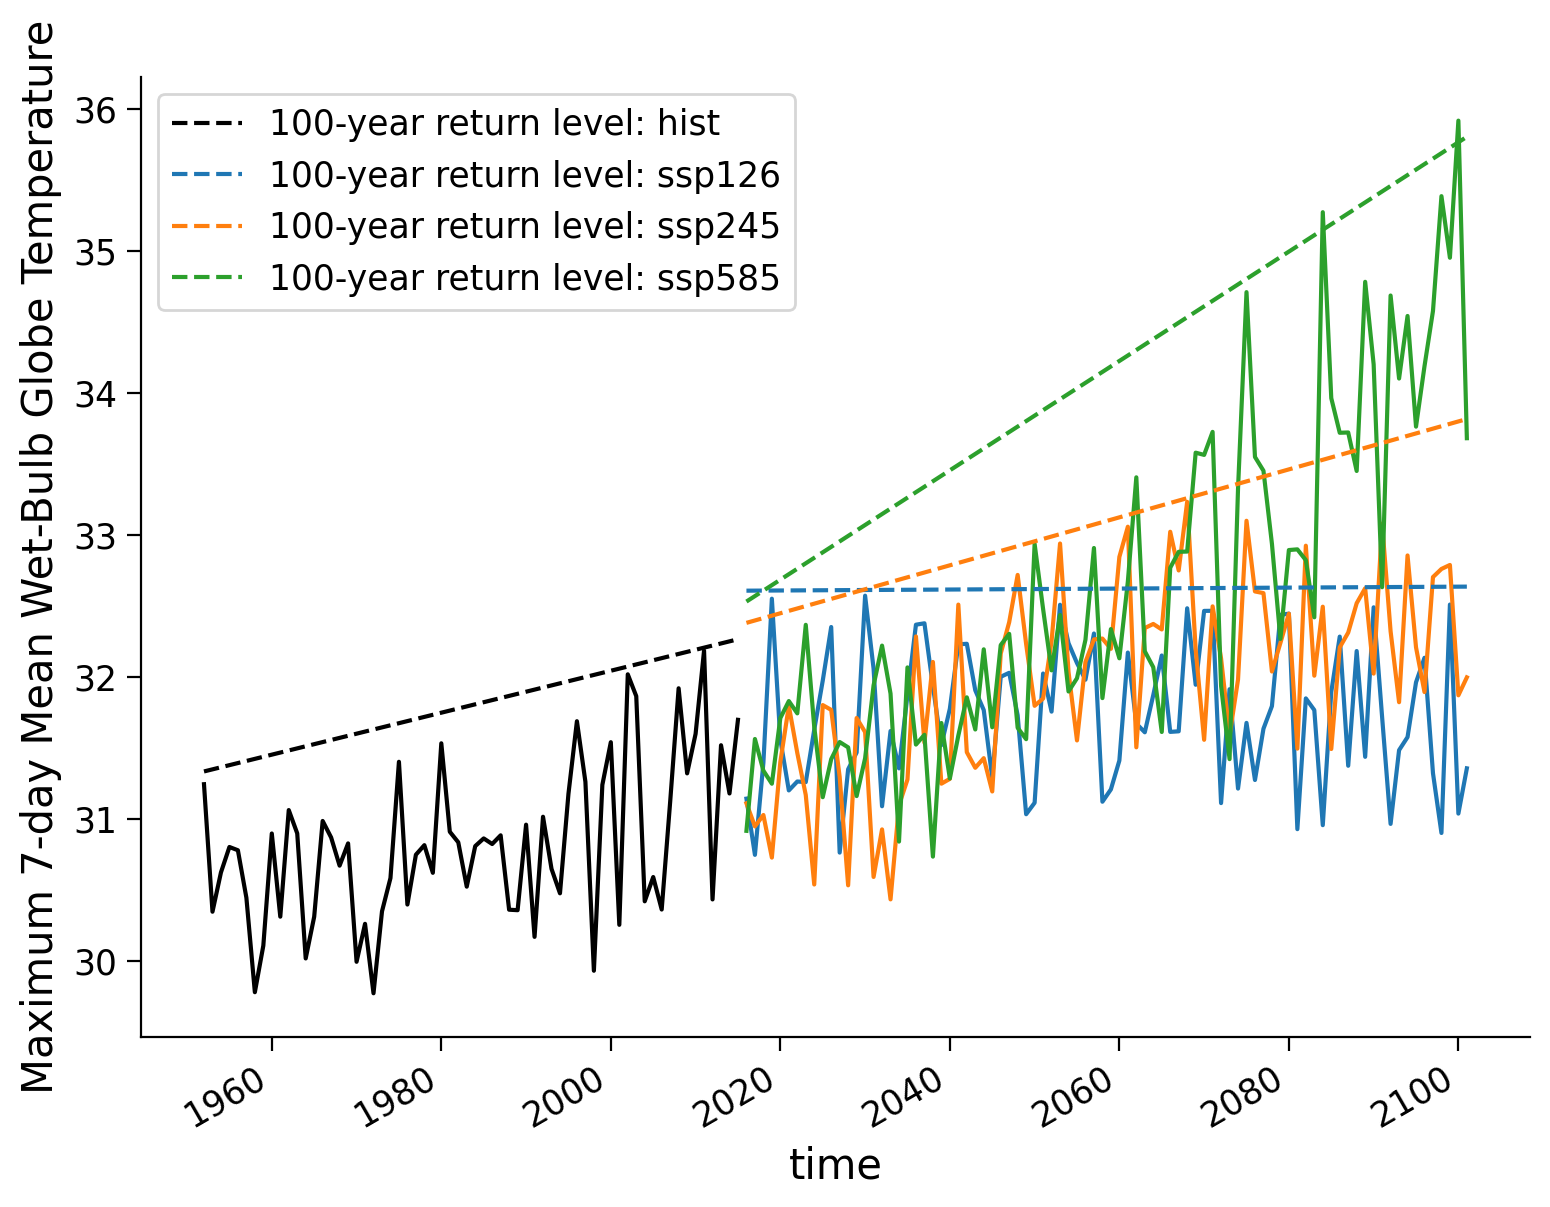 Maximum 7-day Mean Wet-Bulb Globe Temperature
36
35
34
33
32
31
30
100-year return level: hist
100-year return level: ssp126
100-year return level: ssp245
100-year return level: ssp585
1960
1980
2000
2020
2040
2060
2080
2100
time